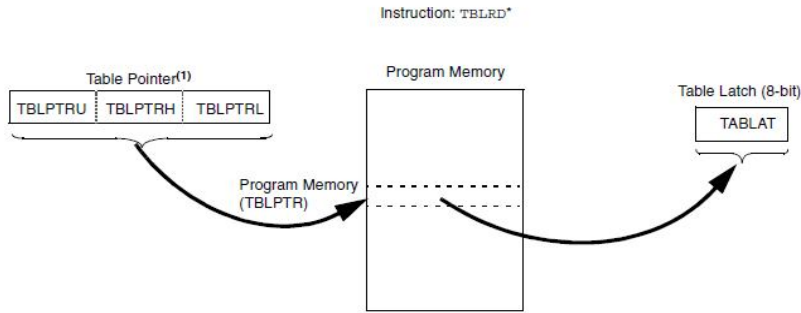 Instruction: TBLRD*
Table Pointer(1)
Program Memory
Table Latch (8-bit)
TBLPTRU TBLPTRH TBLPTRL
TABLAT
Program Memory
(TBLPTR)